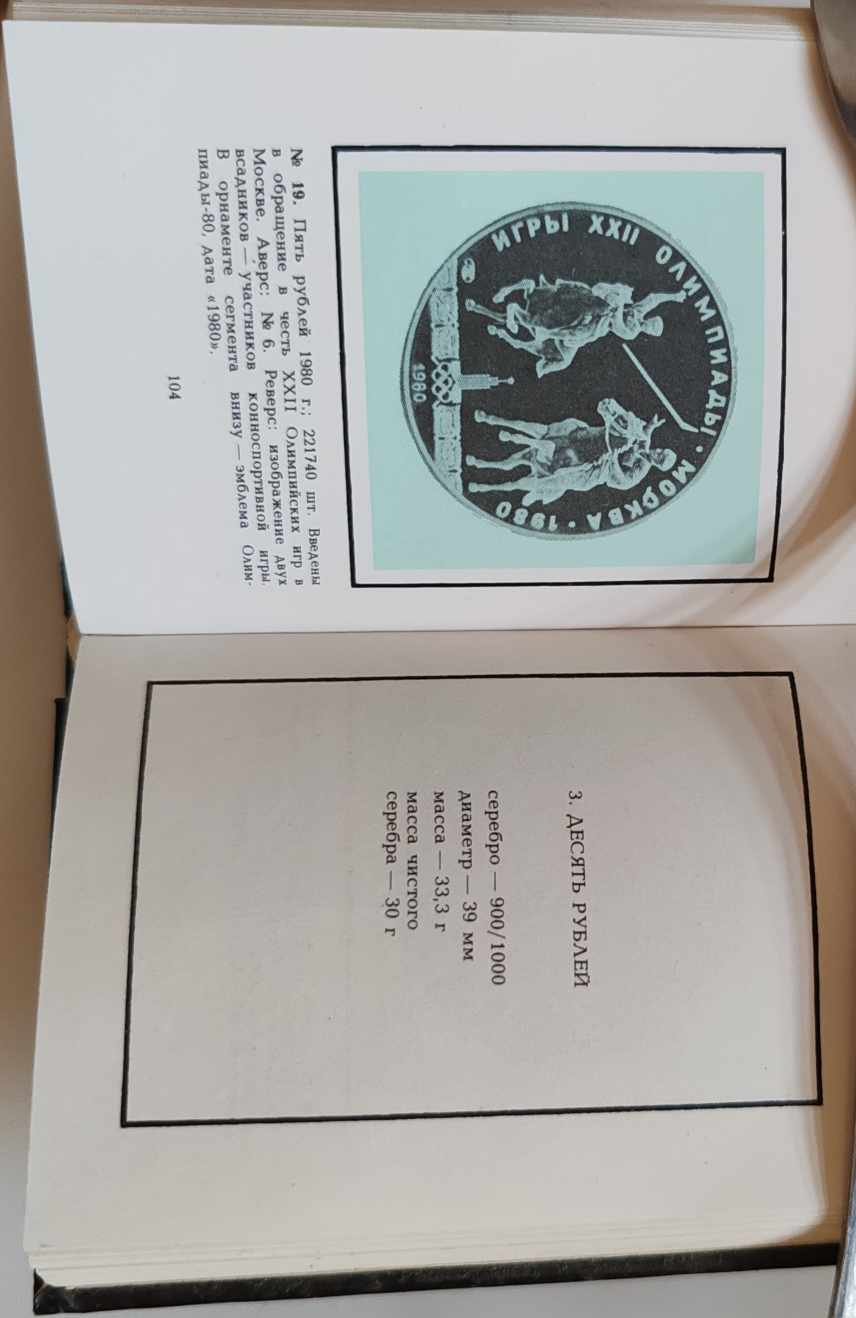 ИГРЫ XXII ОЛИМПИАДЫ • МОСКВА • 1980
1980
№ 19. Пять рублей 1980 г.; 221740 шт. Введены
в обращение в честь XXII Олимпийских игр в
Москве. Аверс: № 6. Реверс: изображение двух
всадников — участников конноспортивной игры.
В орнаменте сегмента внизу — эмблема Олим-
пиады-80, дата «1980».
104
3. ДЕСЯТЬ РУБЛЕЙ
серебро — 900/1000
диаметр — 39 мм
масса — 33,3 г
масса чистого
серебра — 30 г